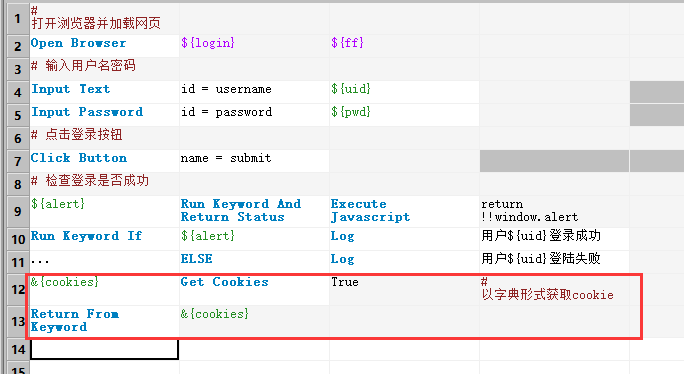 1 #
打开浏览器并加载网页
2 Open Browser ${login} ${ff}
3 # 输入用户名密码
4 Input Text id = username ${uid}
5 Input Password id = password ${pwd}
6 # 点击登录按钮
7 Click Button name = submit
8 # 检查登录是否成功
9 ${alert} Run Keyword And Execute return
Return Status Javascript !!window.alert
10 Run Keyword If ${alert} Log 用户${uid}登录成功
11 ... ELSE Log 用户${uid}登陆失败
12 &{cookies} Get Cookies True #
以字典形式获取cookie
13 Return From &{cookies}
Keyword
14
15